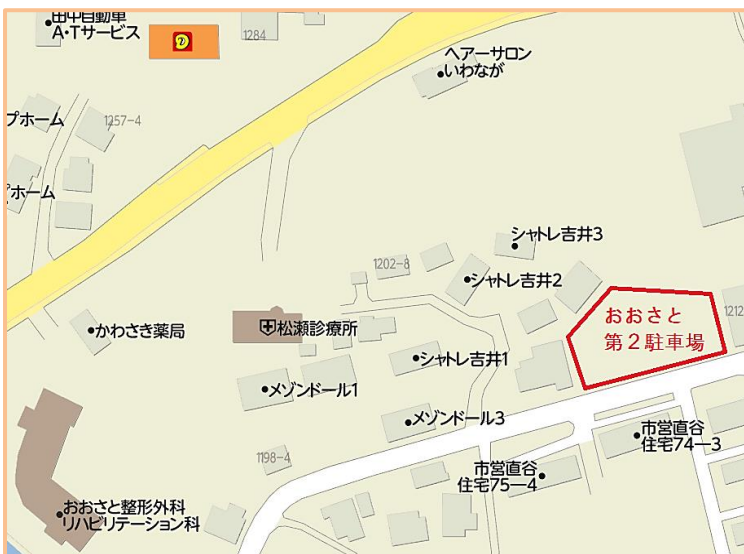 田中自動車
A・Tサービス
1284
ヘアーサロン
いわなが
プホーム
1257-4
プホーム
シャトレ吉井3
1202-8
シャトレ吉井2
おおさと
第２駐車場
1212
かわさき薬局
松瀬診療所
シャトレ吉井1
メゾンドール1
メゾンドール3
市営直谷
住宅74―3
1198-4
市営直谷
住宅75―4
おおさと整形外科
リハビリテーション科